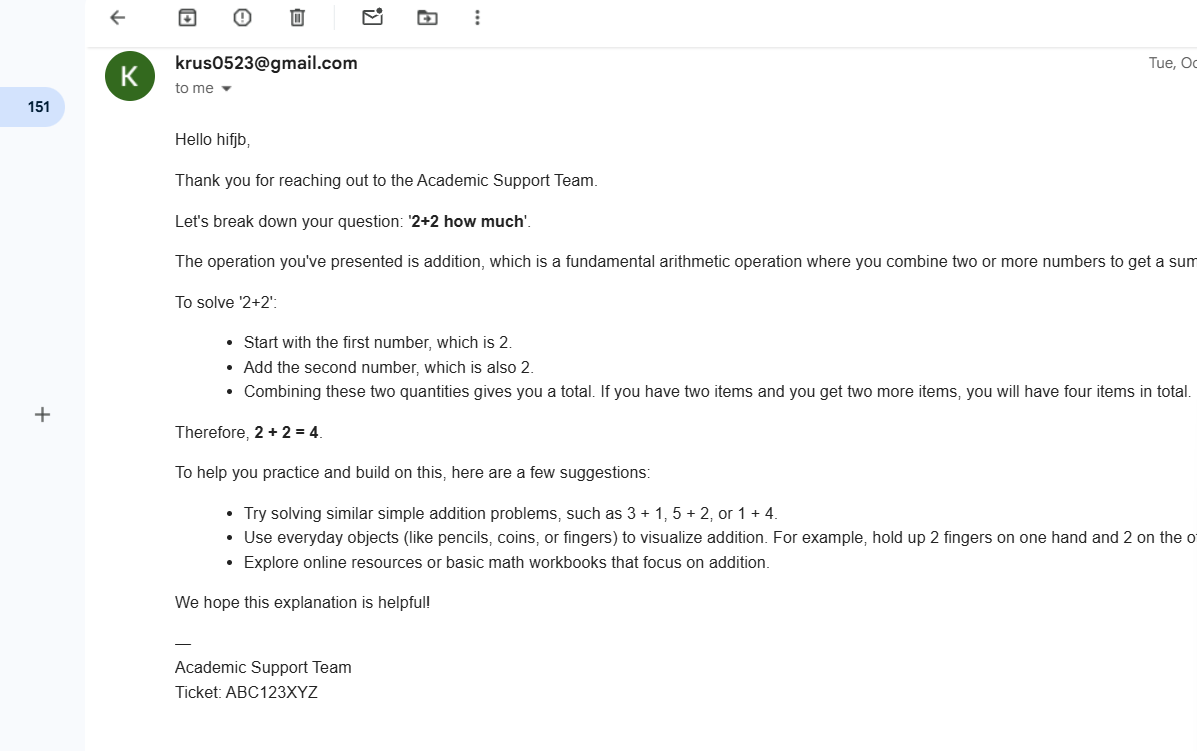 krus0523@gmail.com
Tue, Oc
K
to me
151
Hello hifjb,
Thank you for reaching out to the Academic Support Team.
Let's break down your question: '2+2 how much'.
The operation you've presented is addition, which is a fundamental arithmetic operation where you combine two or more numbers to get a sum
To solve '2+2':
• Start with the first number, which is 2.
• Add the second number, which is also 2.
• Combining these two quantities gives you a total. If you have two items and you get two more items, you will have four items in total.
Therefore, 2 + 2 = 4.
To help you practice and build on this, here are a few suggestions:
• Try solving similar simple addition problems, such as 3 + 1, 5 + 2, or 1 + 4.
• Use everyday objects (like pencils, coins, or fingers) to visualize addition. For example, hold up 2 fingers on one hand and 2 on the o
• Explore online resources or basic math workbooks that focus on addition.
We hope this explanation is helpful!
—
Academic Support Team
Ticket: ABC123XYZ